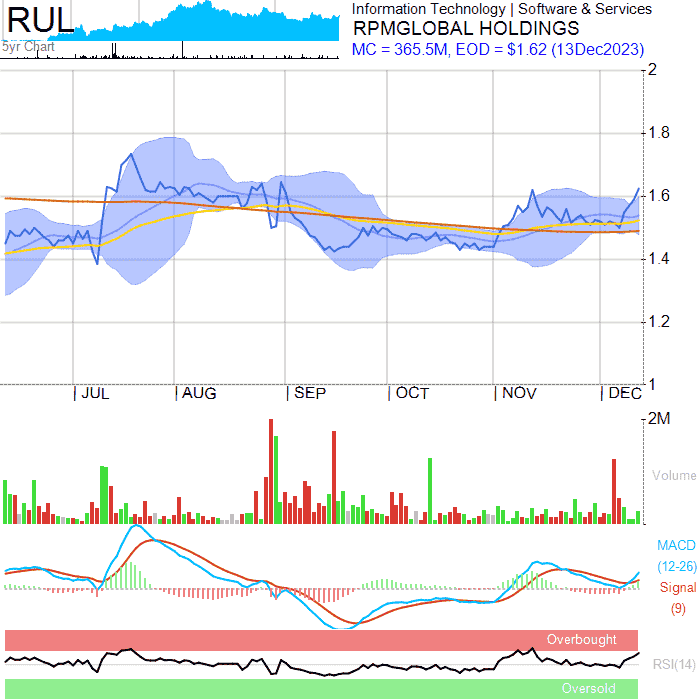 RUL
5yr Chart
Information Technology | Software & Services
RPMGLOBAL HOLDINGS
MC = 365.5M, EOD = $1.62 (13Dec2023)
2
1.8
1.6
1.4
1.2
1
| JUL | AUG | SEP | OCT | NOV | DEC
2M
Volume
MACD
(12-26)
Signal
(9)
Overbought
RSI(14)
Oversold